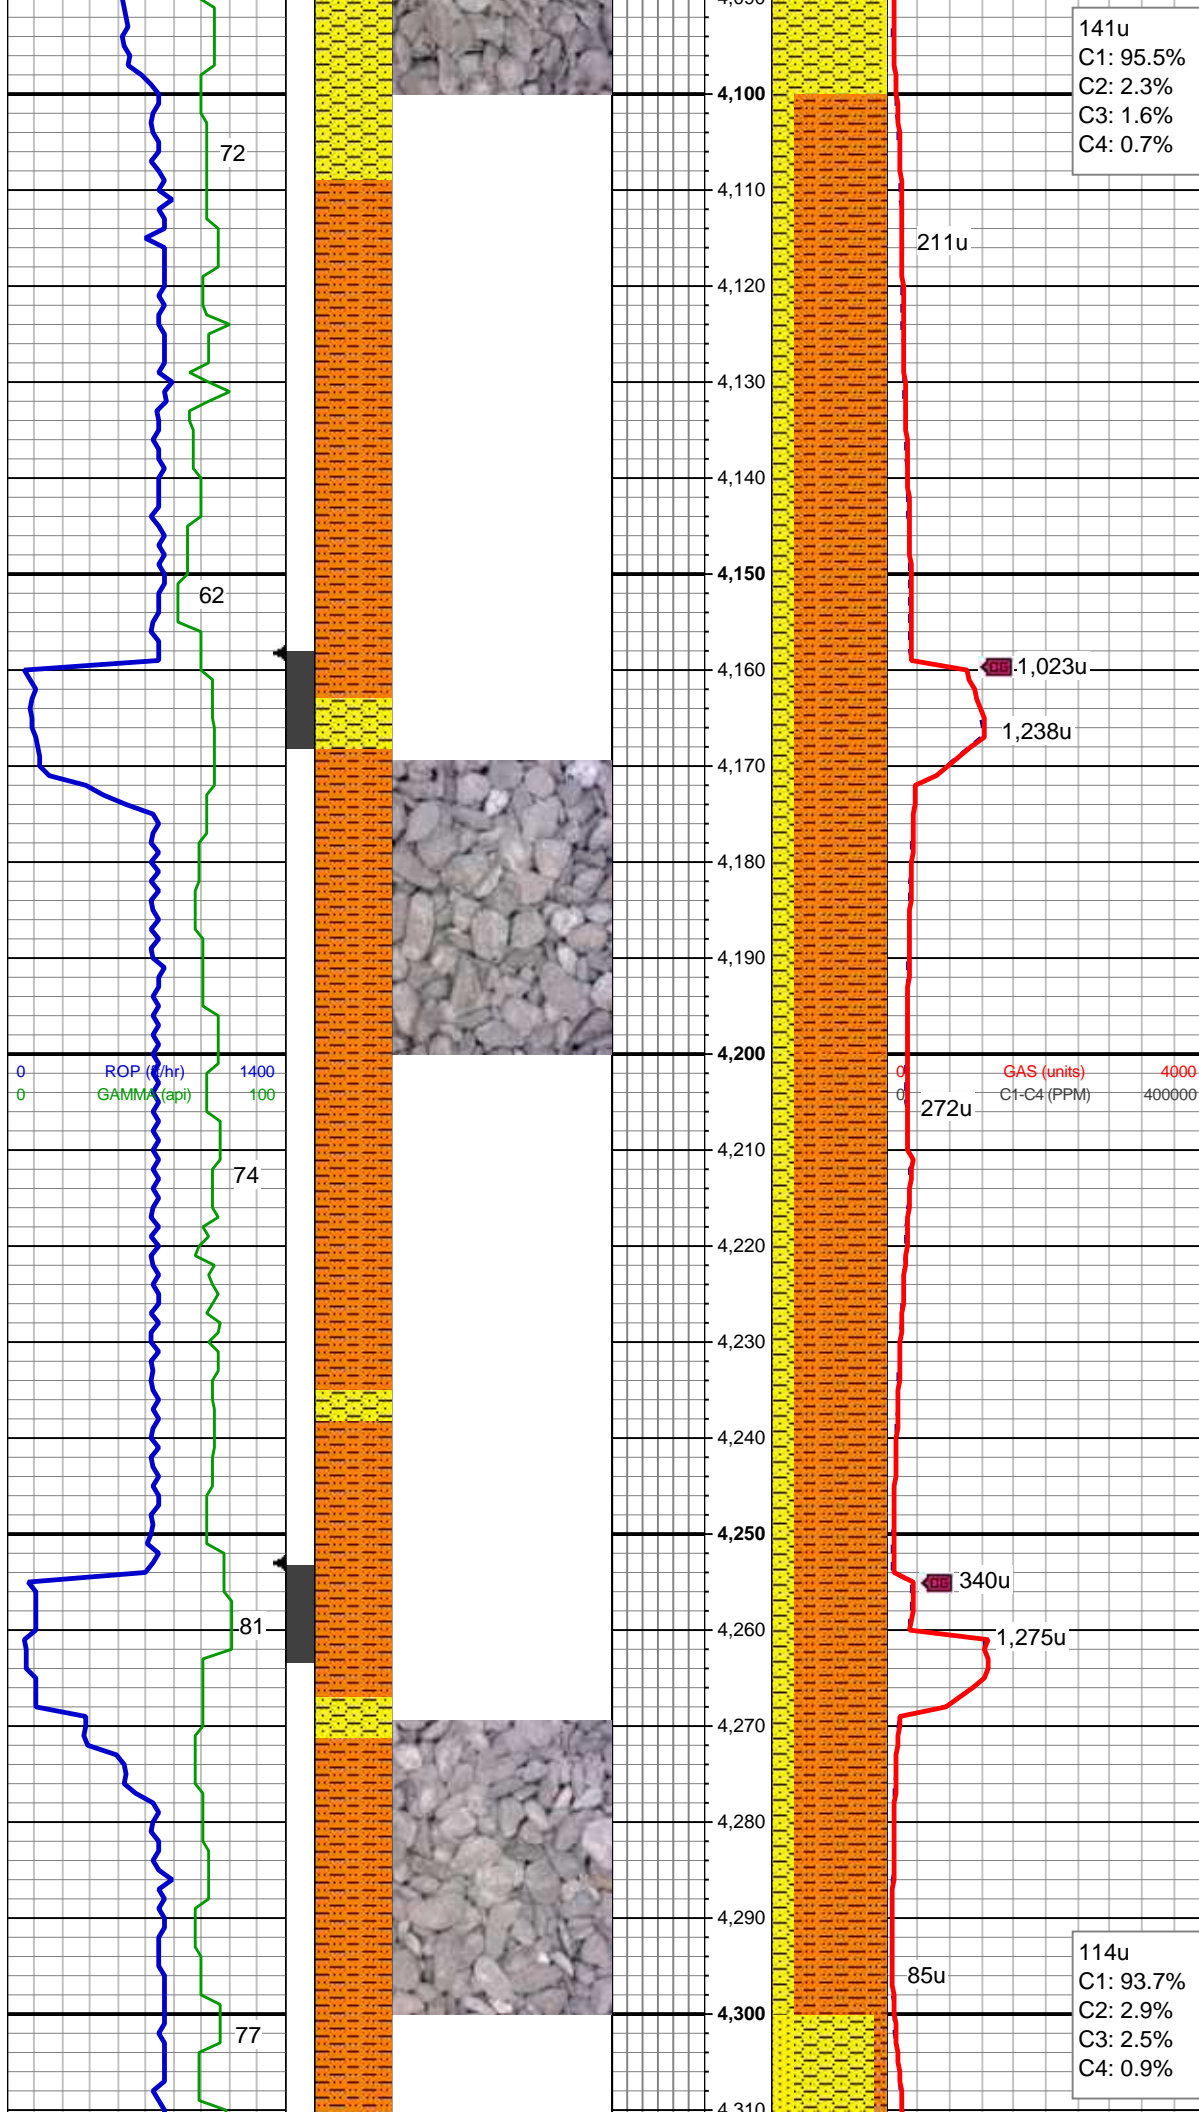 141u
C1: 95.5%
C2: 2.3%
C3: 1.6%
C4: 0.7%
4,100
72
4,110
211u
4,120
4,130
4,140
4,150
62
4,160
CG 1,023u
1,238u
4,170
4,180
4,190
4,200
0 ROP (ft/hr) 1400
0 GAMMA (api) 100
0 GAS (units) 4000
0 C1-C4 (PPM) 400000
272u
4,210
74
4,220
4,230
4,240
4,250
CG 340u
81
4,260
1,275u
4,270
4,280
4,290
114u
C1: 93.7%
C2: 2.9%
C3: 2.5%
C4: 0.9%
85u
4,300
77
4,310